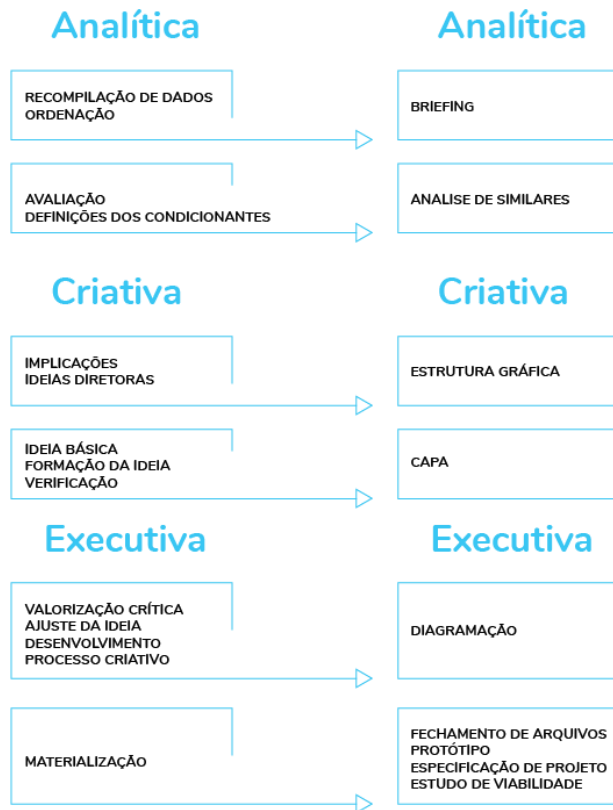 Analítica
Analítica
RECOMPILAÇÃO DE DADOS
ORDENAÇÃO
BRIEFING
AVALIAÇÃO
DEFINIÇÕES DOS CONDICIONANTES
ANALISE DE SIMILARES
Criativa
Criativa
IMPLICAÇÕES
IDEIAS DIRETORAS
ESTRUTURA GRÁFICA
IDEIA BÁSICA
FORMAÇÃO DA IDEIA
VERIFICAÇÃO
CAPA
Executiva
Executiva
VALORIZAÇÃO CRÍTICA
AJUSTE DA IDEIA
DESENVOLVIMENTO
PROCESSO CRIATIVO
DIAGRAMAÇÃO
MATERIALIZAÇÃO
FECHAMENTO DE ARQUIVOS
PROTÓTIPO
ESPECIFICAÇÃO DE PROJETO
ESTUDO DE VIABILIDADE